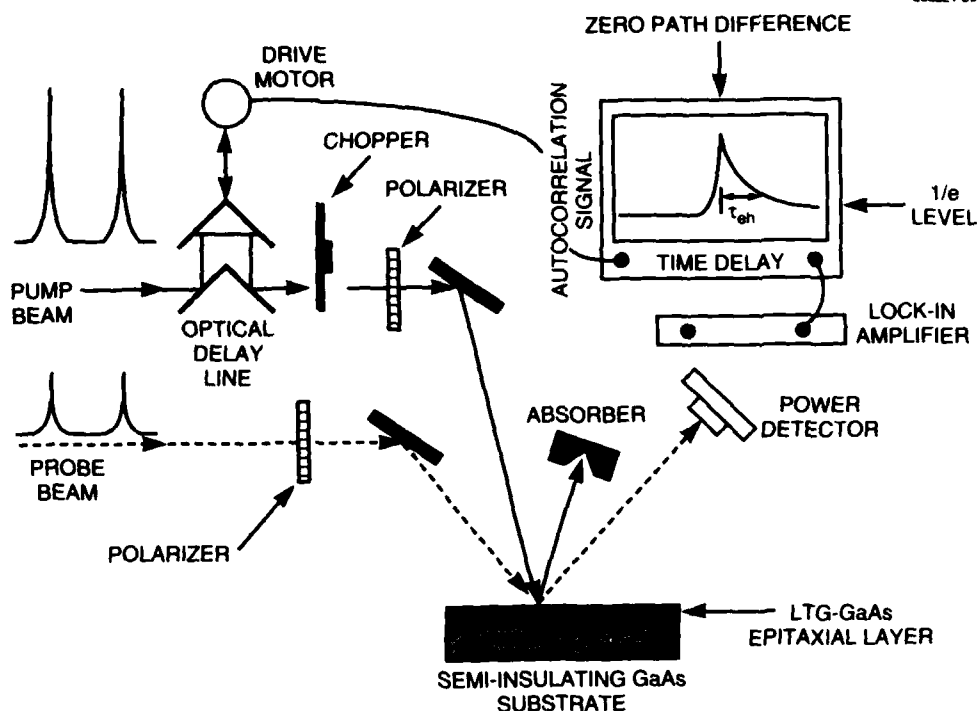 ZERO PATH DIFFERENCE
DRIVE
MOTOR
CHOPPER
POLARIZER
AUTOCORRELATION
SIGNAL
τeh
1/e
LEVEL
TIME DELAY
PUMP
BEAM
OPTICAL
DELAY
LINE
LOCK-IN
AMPLIFIER
ABSORBER
POWER
DETECTOR
PROBE
BEAM
POLARIZER
LTG-GaAs
EPITAXIAL LAYER
SEMI-INSULATING GaAs
SUBSTRATE